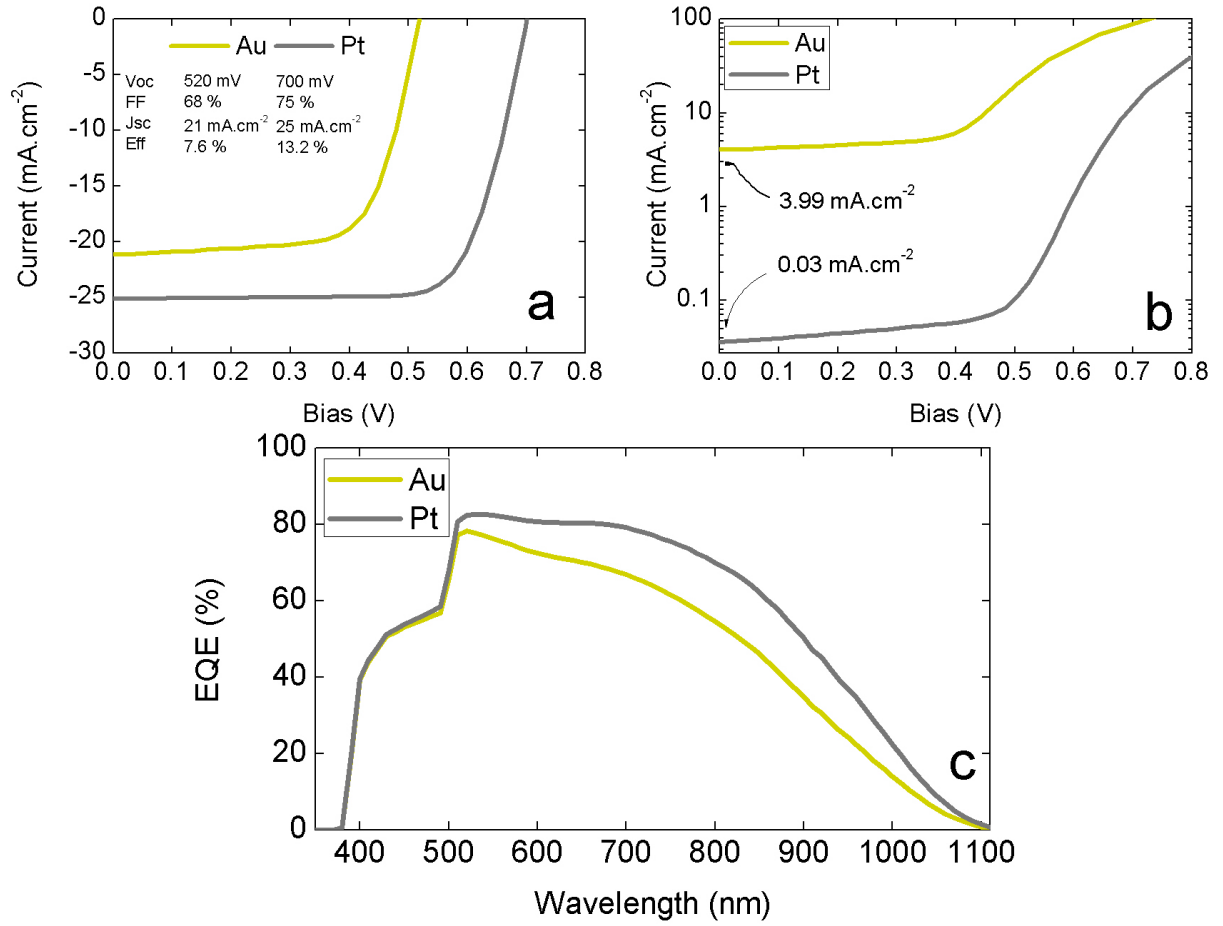 Au Pt
Voc 520 mV 700 mV
FF 68 % 75 %
Jsc 21 mA.cm⁻² 25 mA.cm⁻²
Eff 7.6 % 13.2 %
0
-5
-10
-15
-20
-25
-30
Current (mA.cm⁻²)
a
0.0 0.1 0.2 0.3 0.4 0.5 0.6 0.7 0.8
Bias (V)
100
10
1
0.1
Current (mA.cm⁻²)
Au
Pt
3.99 mA.cm⁻²
0.03 mA.cm⁻²
b
0.0 0.1 0.2 0.3 0.4 0.5 0.6 0.7 0.8
Bias (V)
100
80
60
40
20
0
EQE (%)
Au
Pt
c
400 500 600 700 800 900 1000 1100
Wavelength (nm)